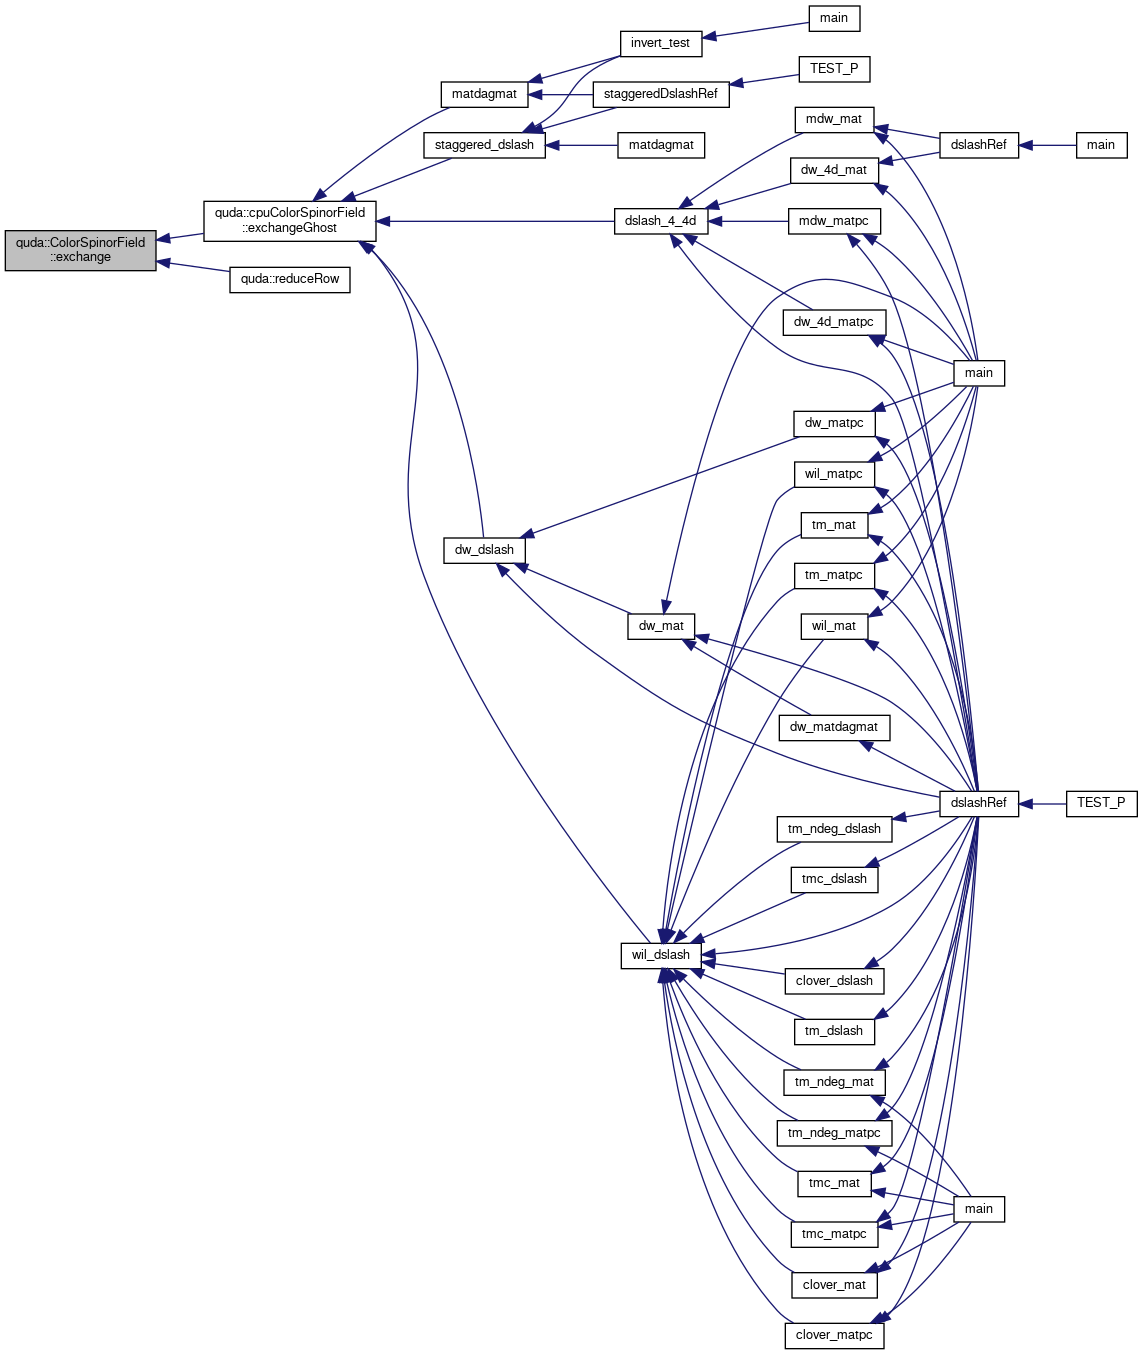 main
invert_test
TEST_P
matdagmat
staggeredDslashRef
mdw_mat
staggered_dslash
matdagmat
dslashRef
main
dw_4d_mat
quda::cpuColorSpinorField
::exchangeGhost
dslash_4_4d
mdw_matpc
quda::ColorSpinorField
::exchange
quda::reduceRow
dw_4d_matpc
main
dw_matpc
wil_matpc
tm_mat
dw_dslash
tm_matpc
dw_mat
wil_mat
dw_matdagmat
dslashRef
TEST_P
tm_ndeg_dslash
tmc_dslash
wil_dslash
clover_dslash
tm_dslash
tm_ndeg_mat
tm_ndeg_matpc
tmc_mat
main
tmc_matpc
clover_mat
clover_matpc